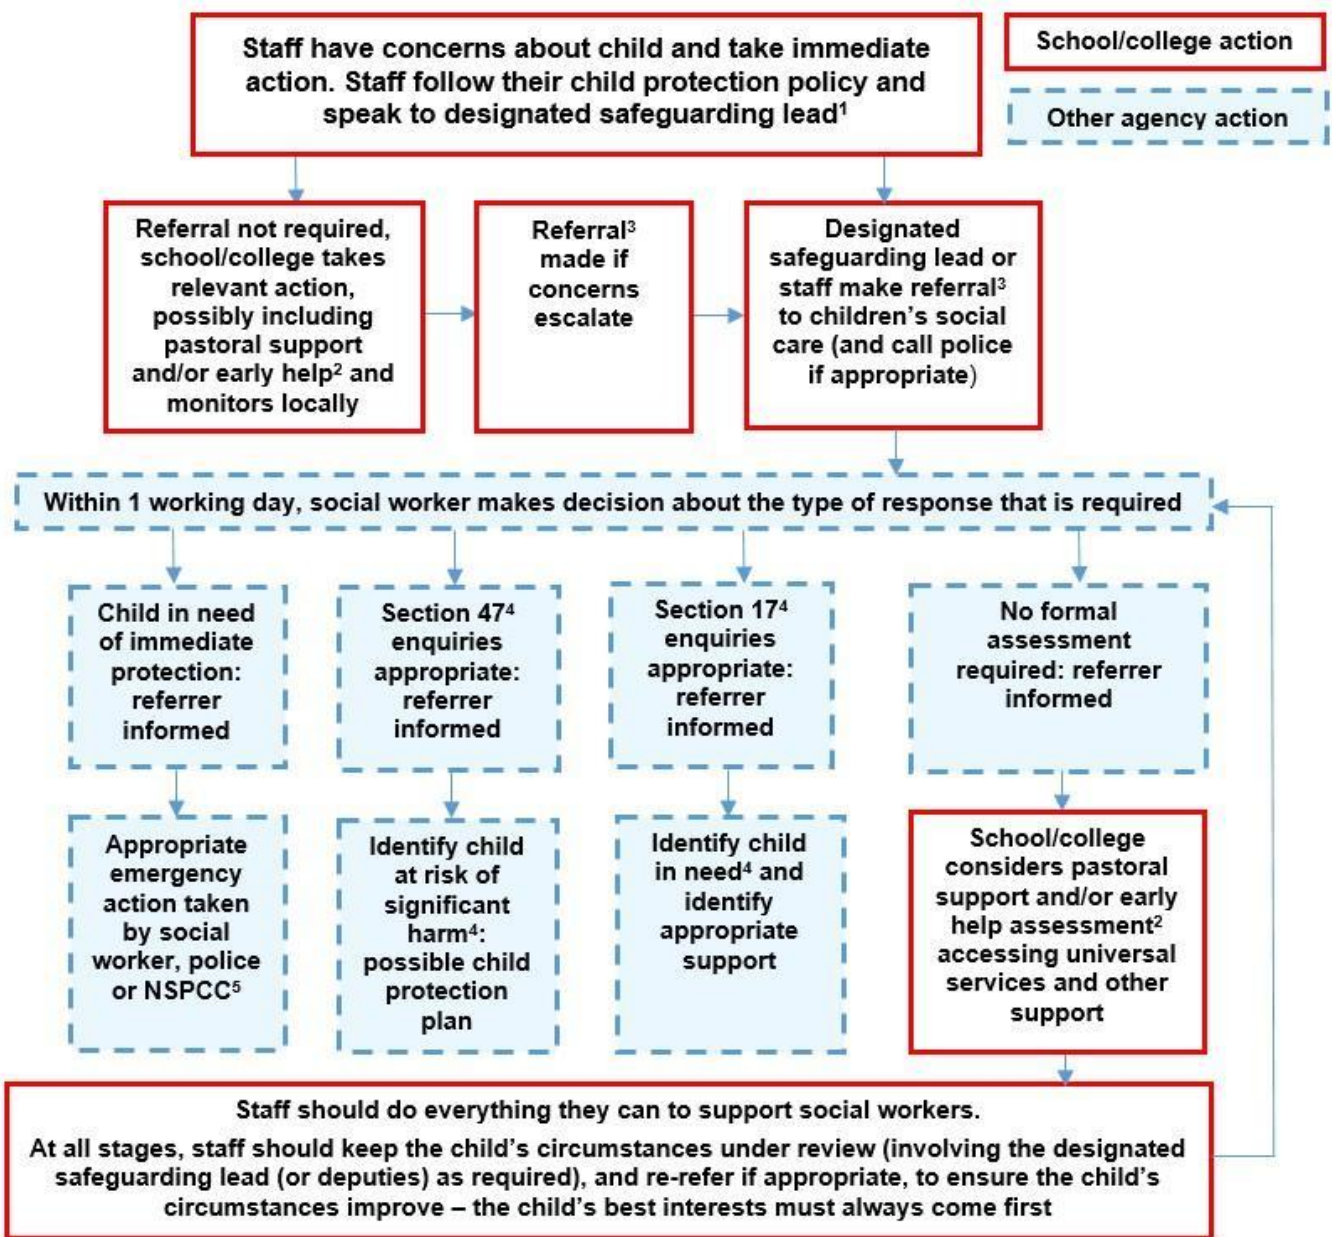 Staff have concerns about child and take immediate
action. Staff follow their child protection policy and
speak to designated safeguarding lead¹
School/college action
Other agency action
Referral not required,
school/college takes
relevant action,
possibly including
pastoral support
and/or early help² and
monitors locally
Referral³
made if
concerns
escalate
Designated
safeguarding lead or
staff make referral³
to children’s social
care (and call police
if appropriate)
Within 1 working day, social worker makes decision about the type of response that is required
Child in need
of immediate
protection:
referrer
informed
Section 47⁴
enquiries
appropriate:
referrer
informed
Section 17⁴
enquiries
appropriate:
referrer
informed
No formal
assessment
required: referrer
informed
Appropriate
emergency
action taken
by social
worker, police
or NSPCC⁵
Identify child
at risk of
significant
harm⁴:
possible child
protection
plan
Identify child
in need⁴ and
identify
appropriate
support
School/college
considers pastoral
support and/or early
help assessment²
accessing universal
services and other
support
Staff should do everything they can to support social workers.
At all stages, staff should keep the child’s circumstances under review (involving the designated
safeguarding lead (or deputies) as required), and re-refer if appropriate, to ensure the child’s
circumstances improve – the child’s best interests must always come first